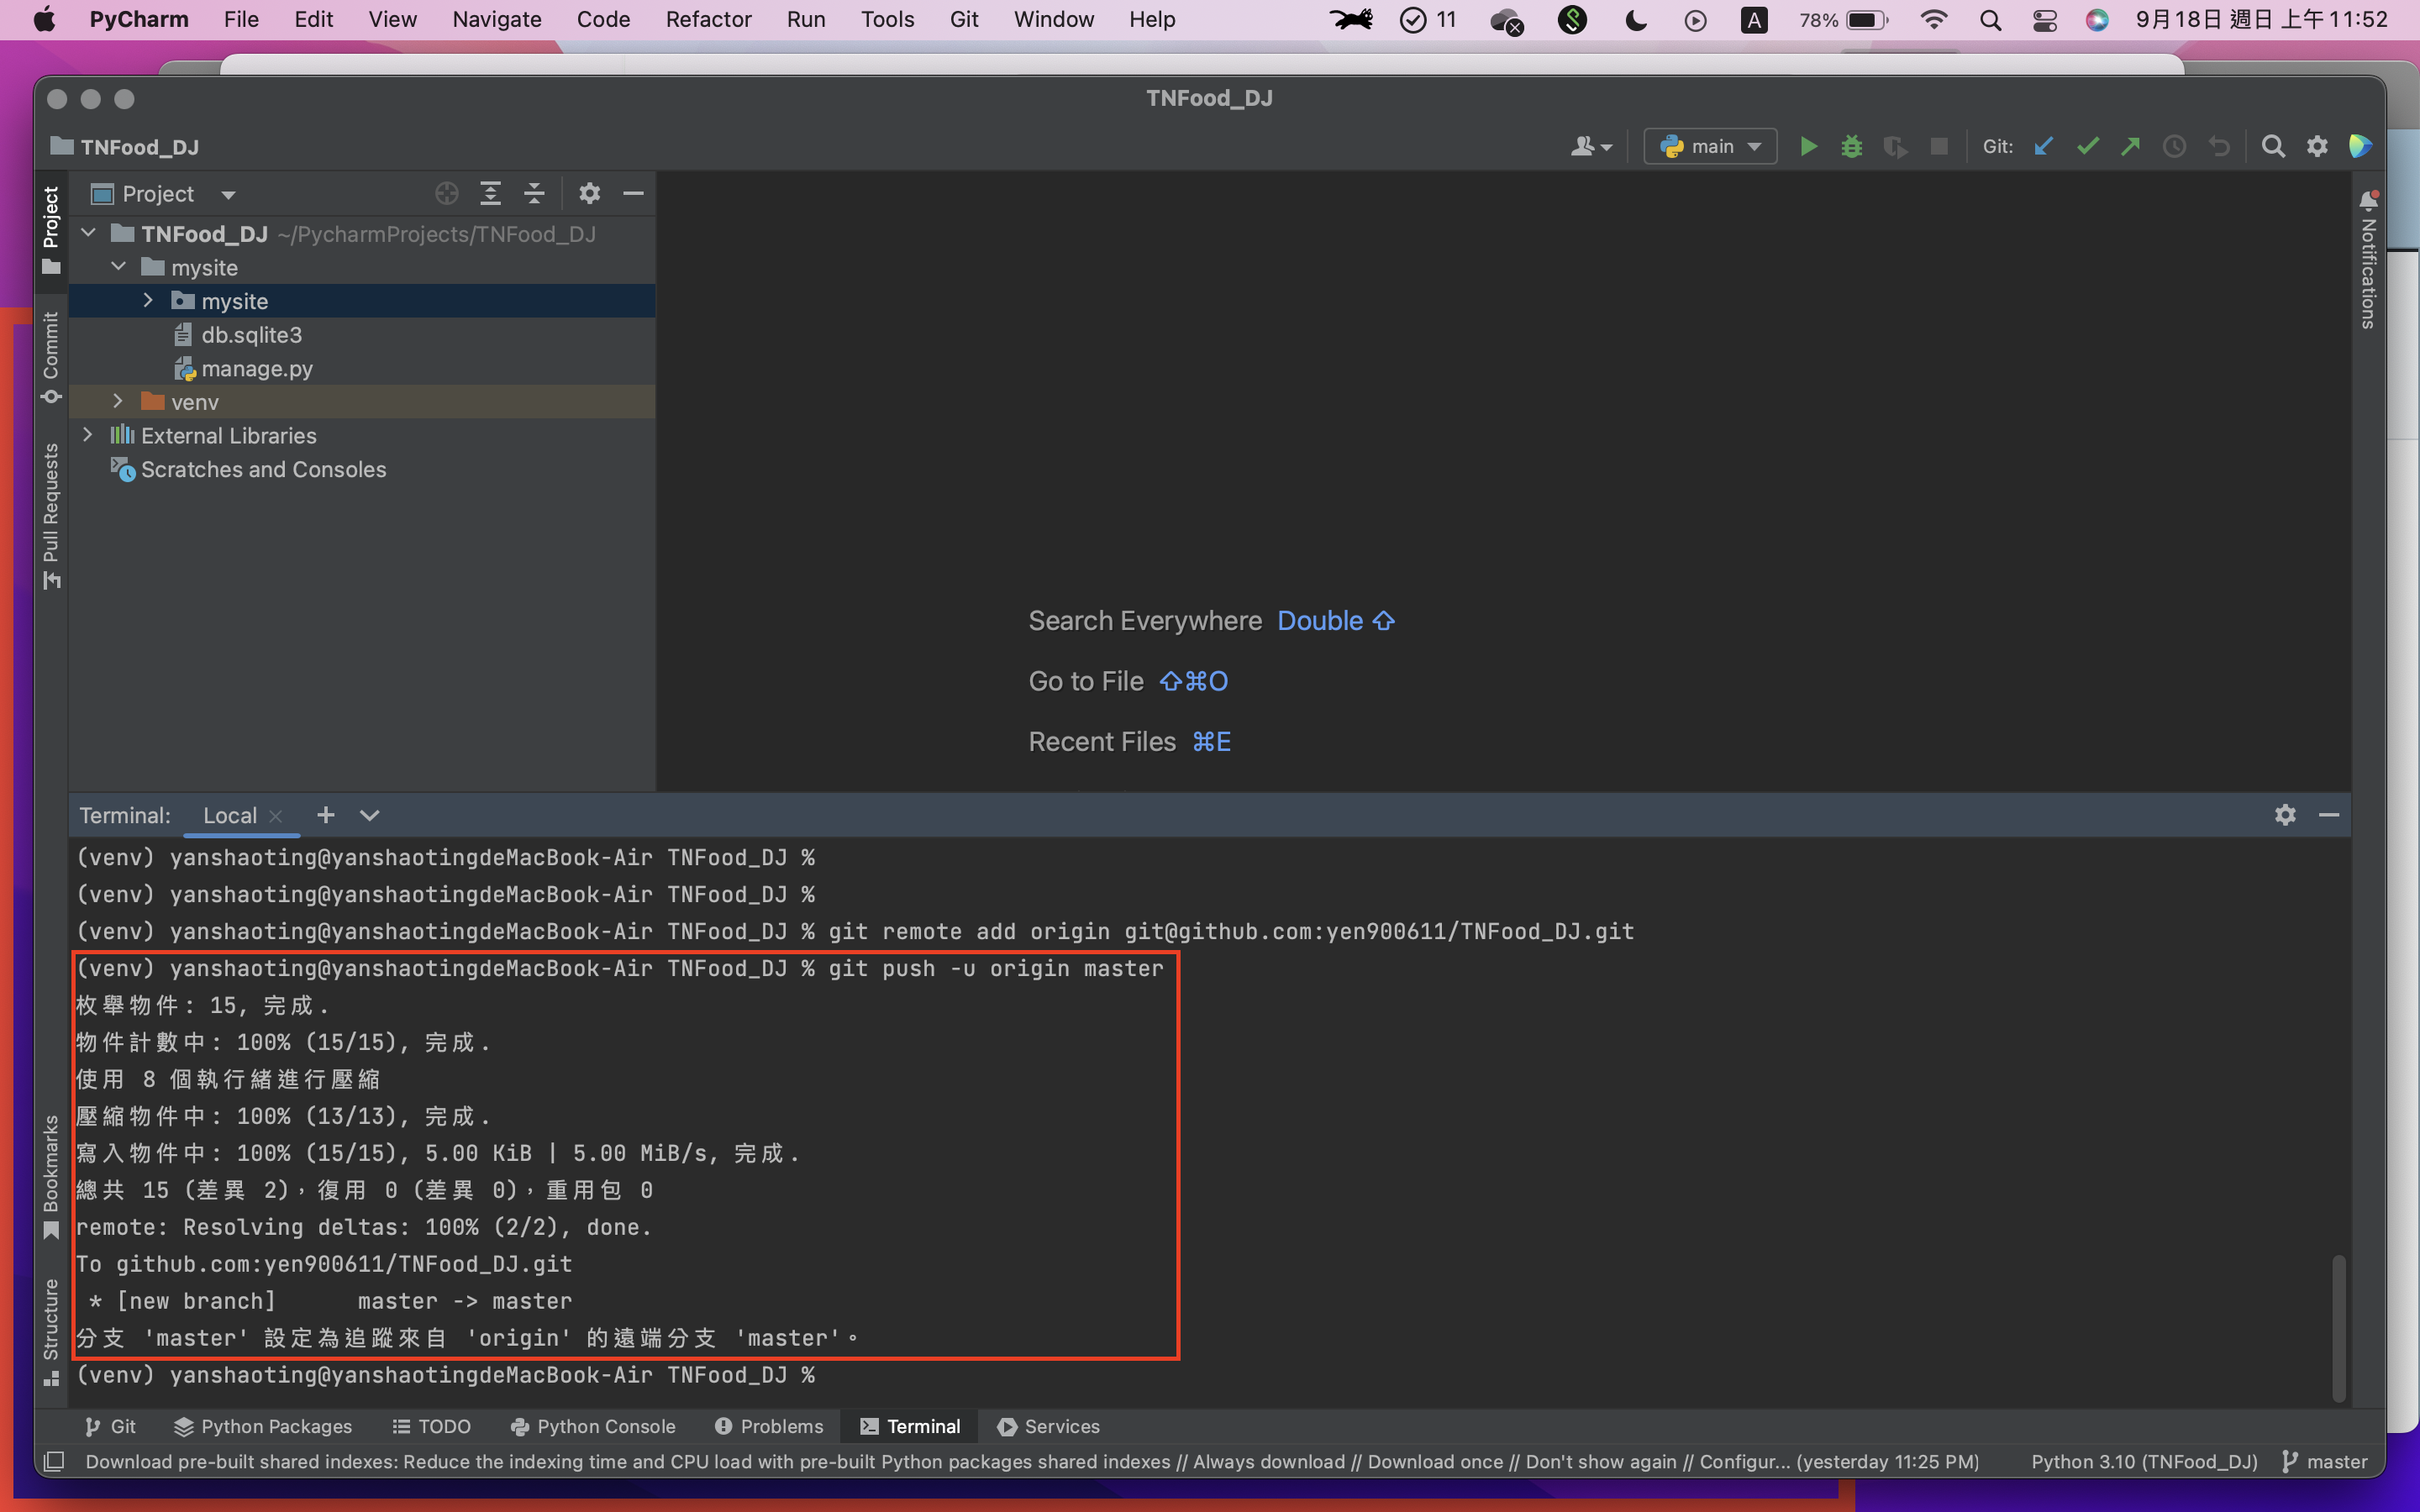 PyCharm File Edit View Navigate Code Refactor Run Tools Git Window Help 11 A 78% 9月18日 週日 上午11:52
TNFood_DJ
TNFood_DJ main Git:
Project
Project
TNFood_DJ ~/PycharmProjects/TNFood_DJ
mysite
mysite
db.sqlite3
manage.py
venv
External Libraries
Scratches and Consoles
Commit
Pull Requests
Notifications
Search Everywhere Double ⇧
Go to File ⇧⌘O
Recent Files ⌘E
Terminal: Local
(venv) yanshaoting@yanshaotingdeMacBook-Air TNFood_DJ %
(venv) yanshaoting@yanshaotingdeMacBook-Air TNFood_DJ %
(venv) yanshaoting@yanshaotingdeMacBook-Air TNFood_DJ % git remote add origin git@github.com:yen900611/TNFood_DJ.git
(venv) yanshaoting@yanshaotingdeMacBook-Air TNFood_DJ % git push -u origin master
枚舉物件: 15, 完成.
物件計數中: 100% (15/15), 完成.
使用 8 個執行緒進行壓縮
壓縮物件中: 100% (13/13), 完成.
寫入物件中: 100% (15/15), 5.00 KiB | 5.00 MiB/s, 完成.
總共 15 (差異 2)，復用 0 (差異 0)，重用包 0
remote: Resolving deltas: 100% (2/2), done.
To github.com:yen900611/TNFood_DJ.git
* [new branch] master -> master
分支 'master' 設定為追蹤來自 'origin' 的遠端分支 'master'。
(venv) yanshaoting@yanshaotingdeMacBook-Air TNFood_DJ %
Bookmarks
Structure
Git Python Packages TODO Python Console Problems Terminal Services
Download pre-built shared indexes: Reduce the indexing time and CPU load with pre-built Python packages shared indexes // Always download // Download once // Don't show again // Configur... (yesterday 11:25 PM) Python 3.10 (TNFood_DJ) master